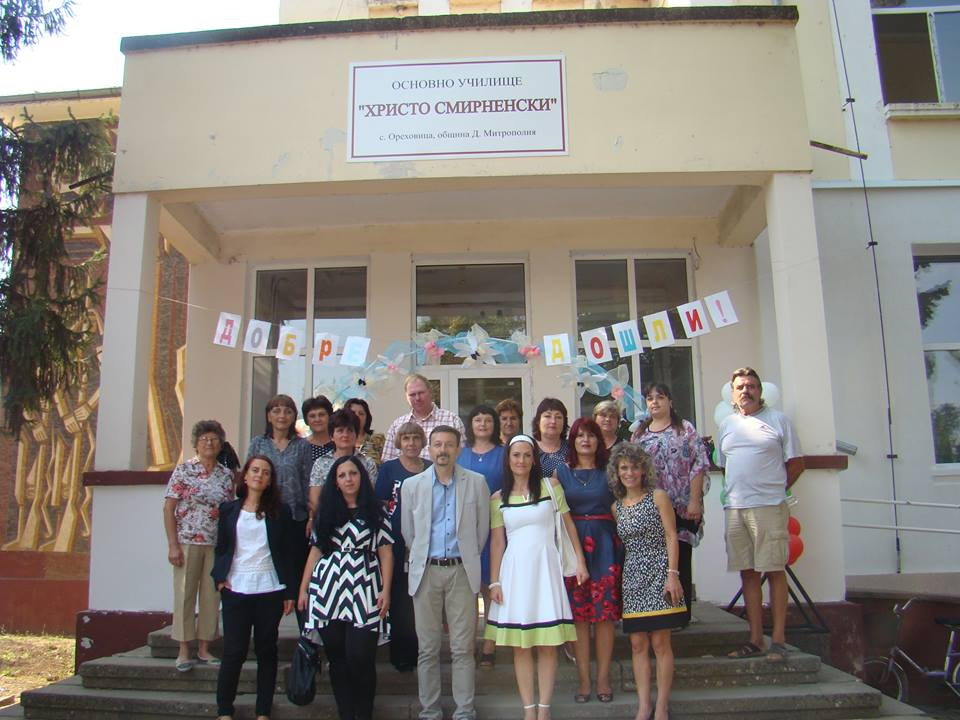 ОСНОВНО УЧИЛИЩЕ
"ХРИСТО СМИРНЕНСКИ"
с. Ореховица, община Д. Митрополия
ДОБРЕ ДОШЛИ!